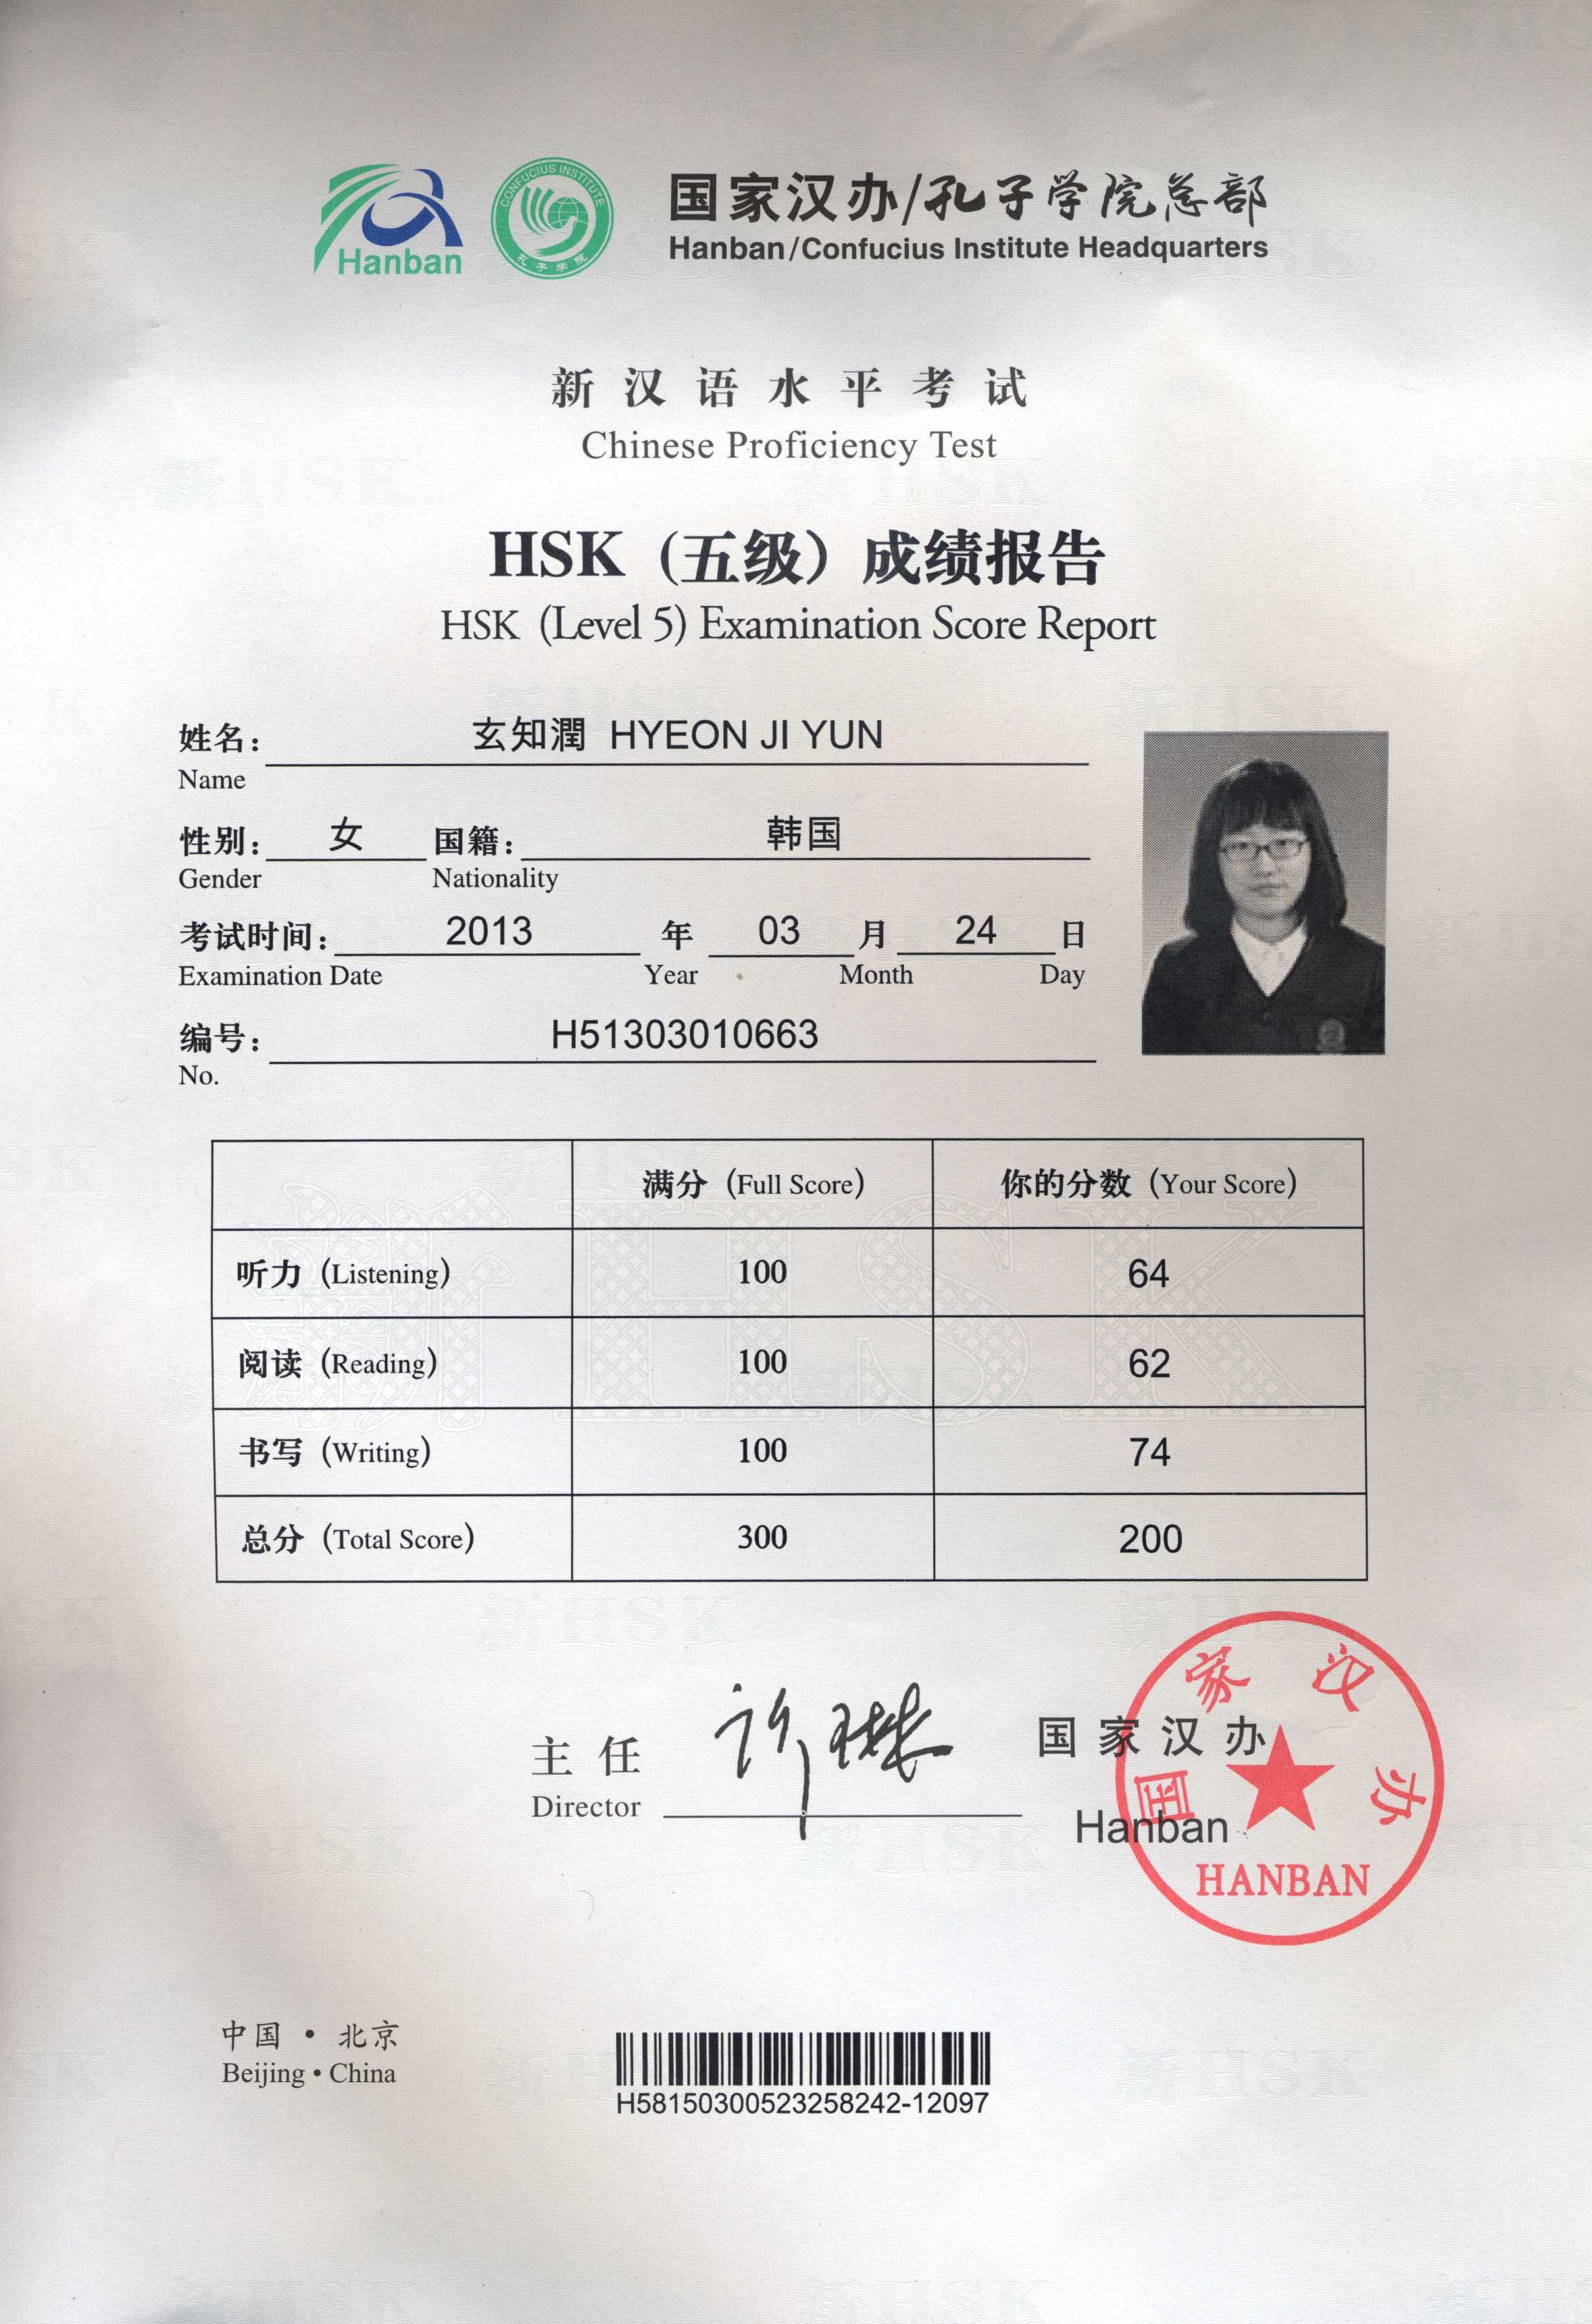 Hanban
CONFUCIUS INSTITUTE
孔子学院
国家汉办/孔子学院总部
Hanban/Confucius Institute Headquarters
新汉语水平考试
Chinese Proficiency Test
HSK（五级）成绩报告
HSK (Level 5) Examination Score Report
姓名： 玄知潤 HYEON JI YUN
Name
性别： 女 国籍： 韩国
Gender Nationality
考试时间： 2013 年 03 月 24 日
Examination Date Year Month Day
编号： H51303010663
No.
满分（Full Score） 你的分数（Your Score）
听力（Listening） 100 64
阅读（Reading） 100 62
书写（Writing） 100 74
总分（Total Score） 300 200
主任 许琳 国家汉办
Director Hanban
国家汉办
HANBAN
中国·北京
Beijing·China
H58150300523258242-12097
新HSK